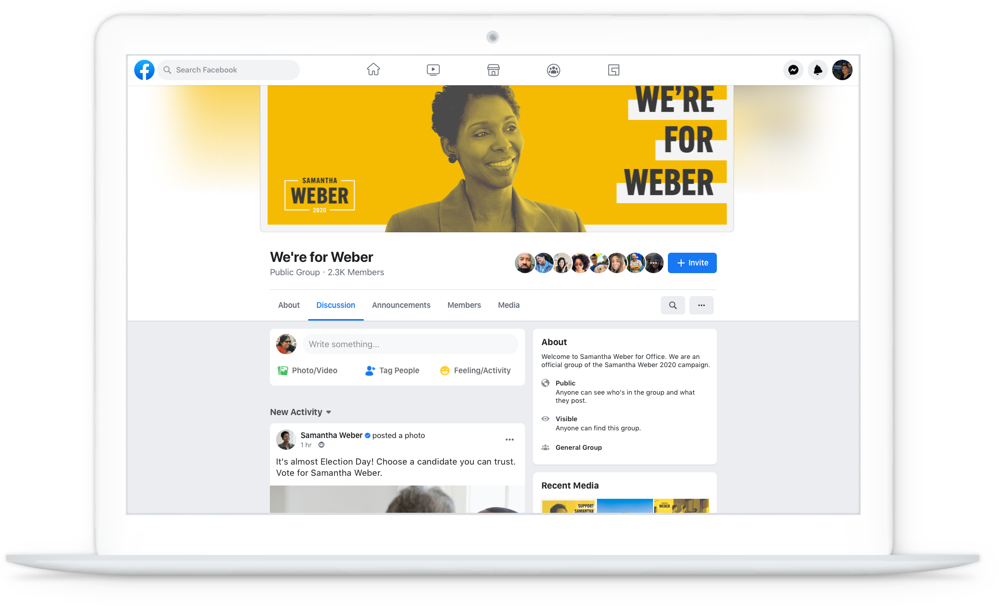 Search Facebook
WE'RE
FOR
WEBER
SAMANTHA
WEBER
2020
We're for Weber
Public Group · 2.3K Members
+ Invite
About
Discussion
Announcements
Members
Media
Write something...
Photo/Video
Tag People
Feeling/Activity
New Activity
Samantha Weber posted a photo
1 hr
It's almost Election Day! Choose a candidate you can trust.
Vote for Samantha Weber.
About
Welcome to Samantha Weber for Office. We are an
official group of the Samantha Weber 2020 campaign.
Public
Anyone can see who's in the group and what
they post.
Visible
Anyone can find this group.
General Group
Recent Media
SUPPORT
SAMANTHA
WEBER